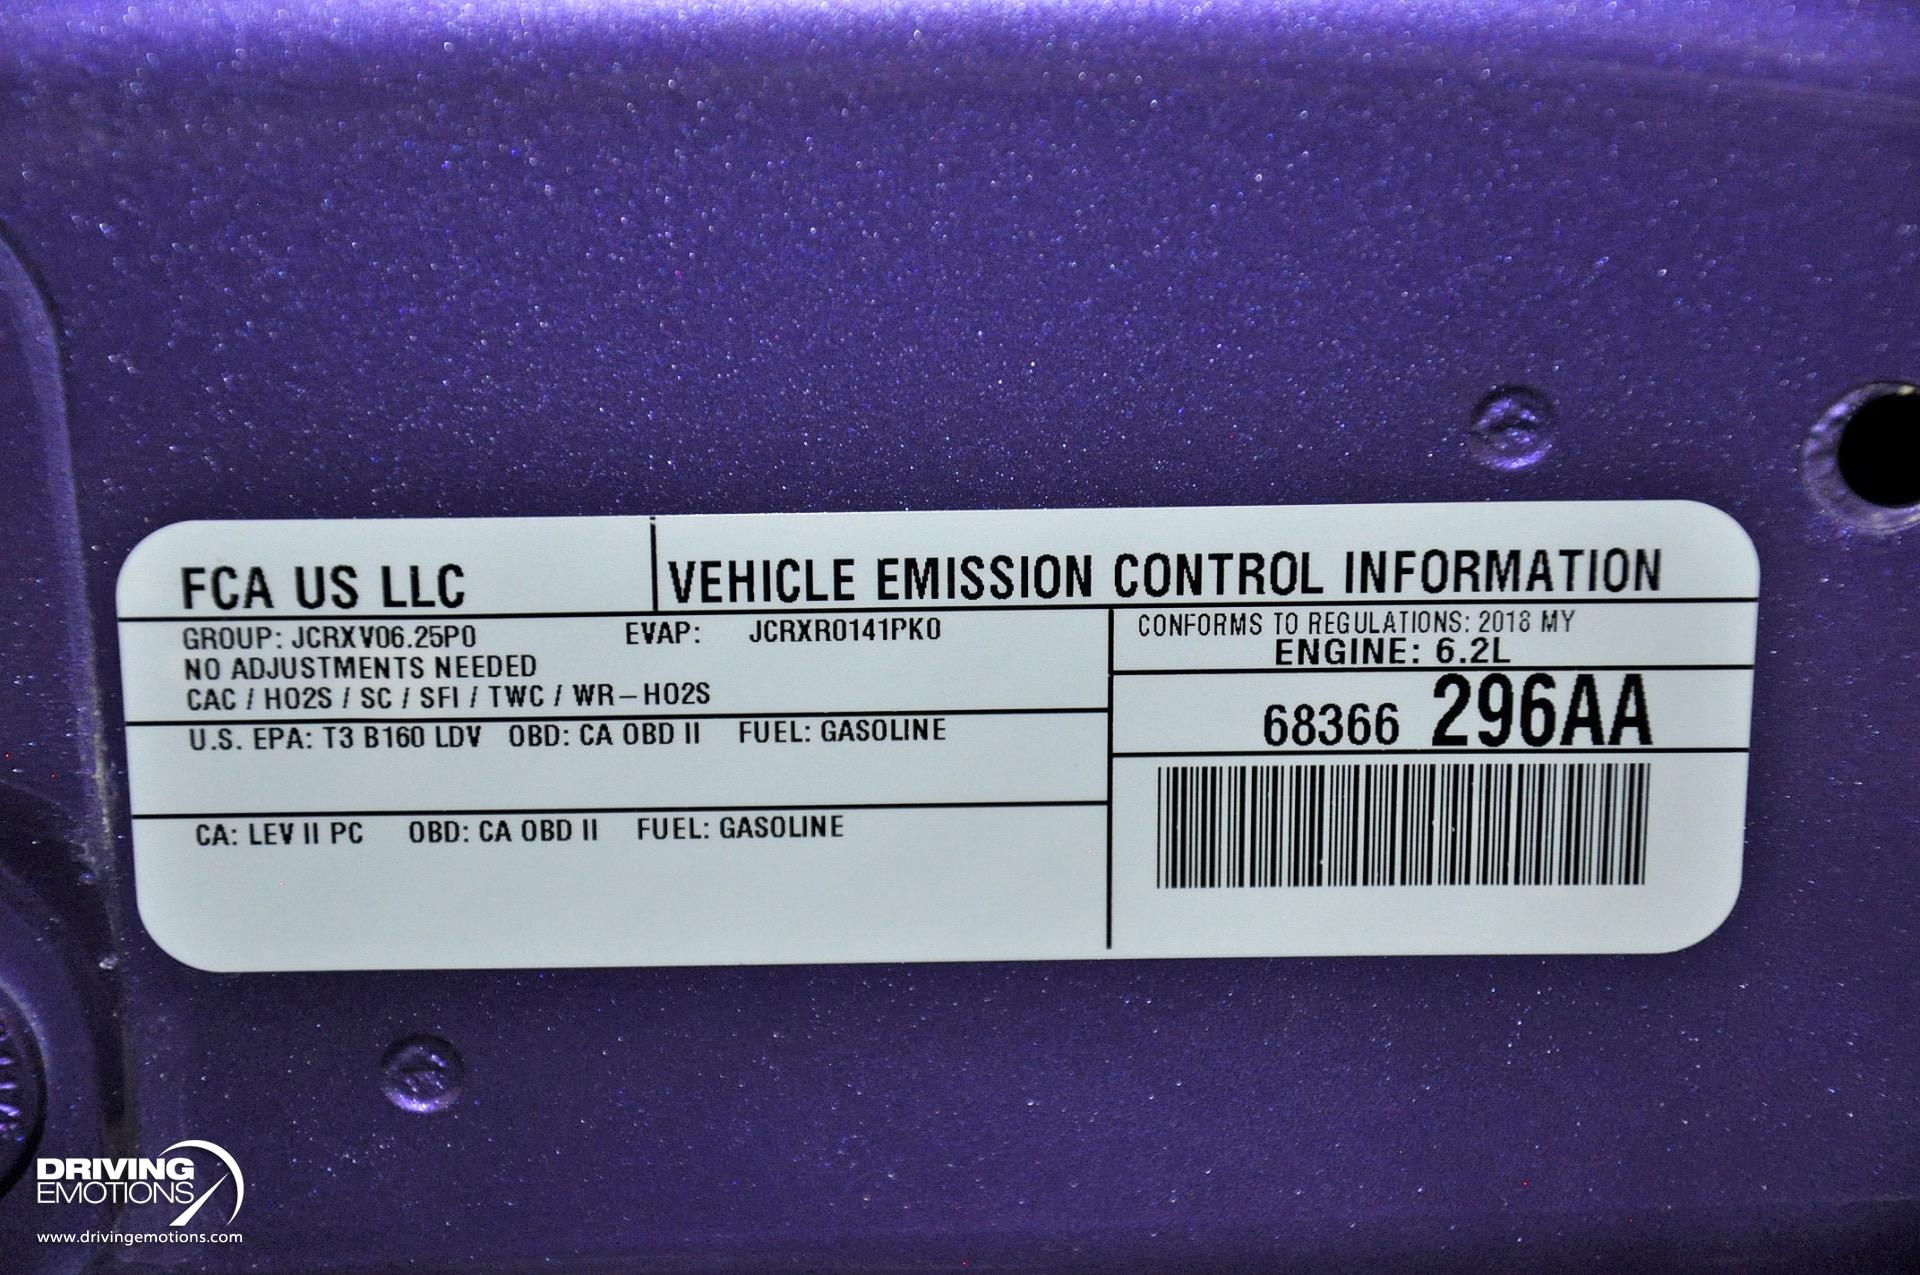 FCA US LLC
VEHICLE EMISSION CONTROL INFORMATION
GROUP: JCRXV06.25P0 EVAP: JCRXR0141PK0
NO ADJUSTMENTS NEEDED
CAC / HO2S / SC / SFI / TWC / WR–HO2S
U.S. EPA: T3 B160 LDV OBD: CA OBD II FUEL: GASOLINE
CA: LEV II PC OBD: CA OBD II FUEL: GASOLINE
CONFORMS TO REGULATIONS: 2018 MY
ENGINE: 6.2L
68366 296AA
DRIVING
EMOTIONS
www.drivingemotions.com